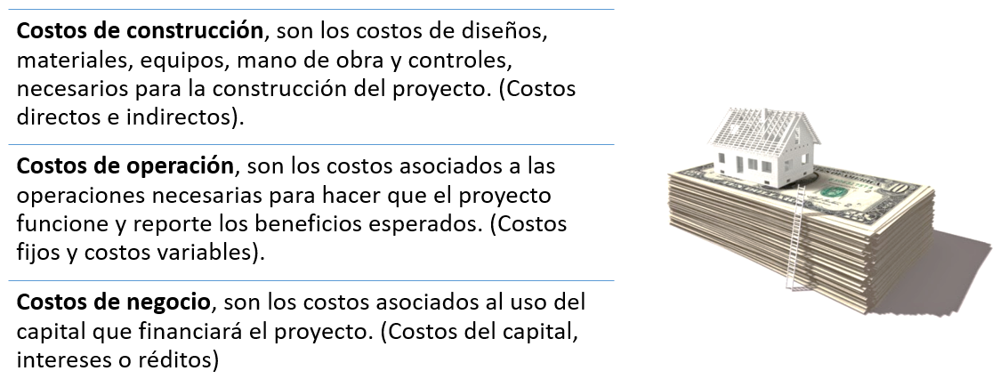 Costos de construcción, son los costos de diseños,
materiales, equipos, mano de obra y controles,
necesarios para la construcción del proyecto. (Costos
directos e indirectos).
Costos de operación, son los costos asociados a las
operaciones necesarias para hacer que el proyecto
funcione y reporte los beneficios esperados. (Costos
fijos y costos variables).
Costos de negocio, son los costos asociados al uso del
capital que financiará el proyecto. (Costos del capital,
intereses o réditos)